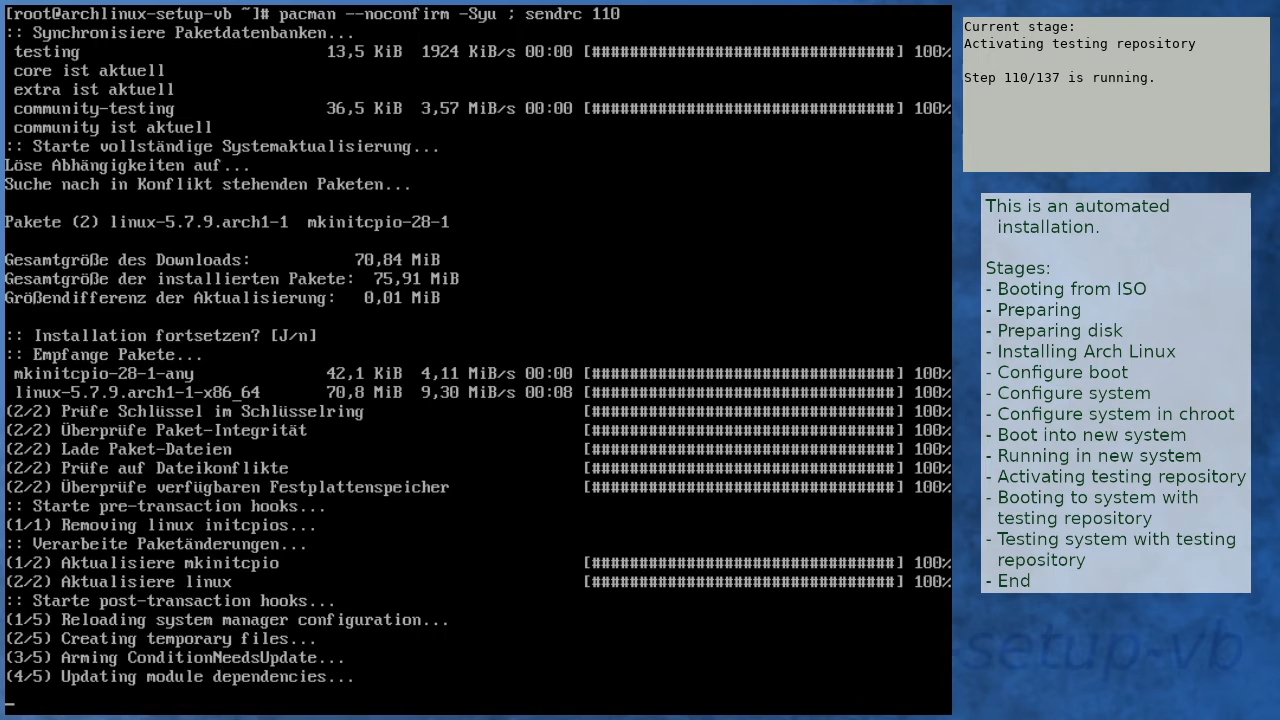 [root@archlinux-setup-vb ~]# pacman --noconfirm -Syu ; sendrc 110
:: Synchronisiere Paketdatenbanken...
testing 13,5 KiB 1924 KiB/s 00:00 [################################] 100%
core ist aktuell
extra ist aktuell
community-testing 36,5 KiB 3,57 MiB/s 00:00 [################################] 100%
community ist aktuell
:: Starte vollständige Systemaktualisierung...
Löse Abhängigkeiten auf...
Suche nach in Konflikt stehenden Paketen...
Pakete (2) linux-5.7.9.arch1-1 mkinitcpio-28-1
Gesamtgröße des Downloads: 70,84 MiB
Gesamtgröße der installierten Pakete: 75,91 MiB
Größendifferenz der Aktualisierung: 0,01 MiB
:: Installation fortsetzen? [J/n]
:: Empfange Pakete...
mkinitcpio-28-1-any 42,1 KiB 4,11 MiB/s 00:00 [################################] 100%
linux-5.7.9.arch1-1-x86_64 70,8 MiB 9,30 MiB/s 00:08 [################################] 100%
(2/2) Prüfe Schlüssel im Schlüsselring [################################] 100%
(2/2) Überprüfe Paket-Integrität [################################] 100%
(2/2) Lade Paket-Dateien [################################] 100%
(2/2) Prüfe auf Dateikonflikte [################################] 100%
(2/2) Überprüfe verfügbaren Festplattenspeicher [################################] 100%
:: Starte pre-transaction hooks...
(1/1) Removing linux initcpios...
:: Verarbeite Paketänderungen...
(1/2) Aktualisiere mkinitcpio [################################] 100%
(2/2) Aktualisiere linux [################################] 100%
:: Starte post-transaction hooks...
(1/5) Reloading system manager configuration...
(2/5) Creating temporary files...
(3/5) Arming ConditionNeedsUpdate...
(4/5) Updating module dependencies...
Current stage:
Activating testing repository
Step 110/137 is running.
This is an automated
installation.
Stages:
- Booting from ISO
- Preparing
- Preparing disk
- Installing Arch Linux
- Configure boot
- Configure system
- Configure system in chroot
- Boot into new system
- Running in new system
- Activating testing repository
- Booting to system with
testing repository
- Testing system with testing
repository
- End
setup-vb